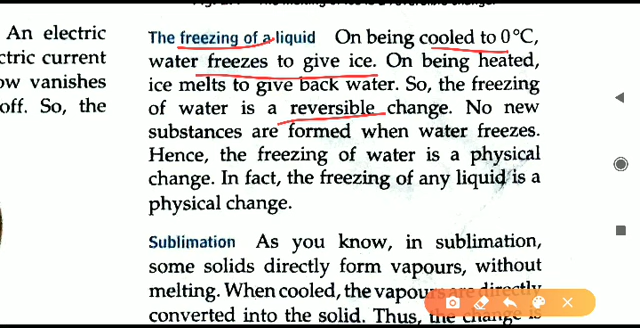 An electric
ctric current
ow vanishes
off. So, the
The freezing of a liquid On being cooled to 0°C,
water freezes to give ice. On being heated,
ice melts to give back water. So, the freezing
of water is a reversible change. No new
substances are formed when water freezes.
Hence, the freezing of water is a physical
change. In fact, the freezing of any liquid is a
physical change.
Sublimation As you know, in sublimation,
some solids directly form vapours, without
melting. When cooled, the vapours are directly
converted into the solid. Thus, the change is